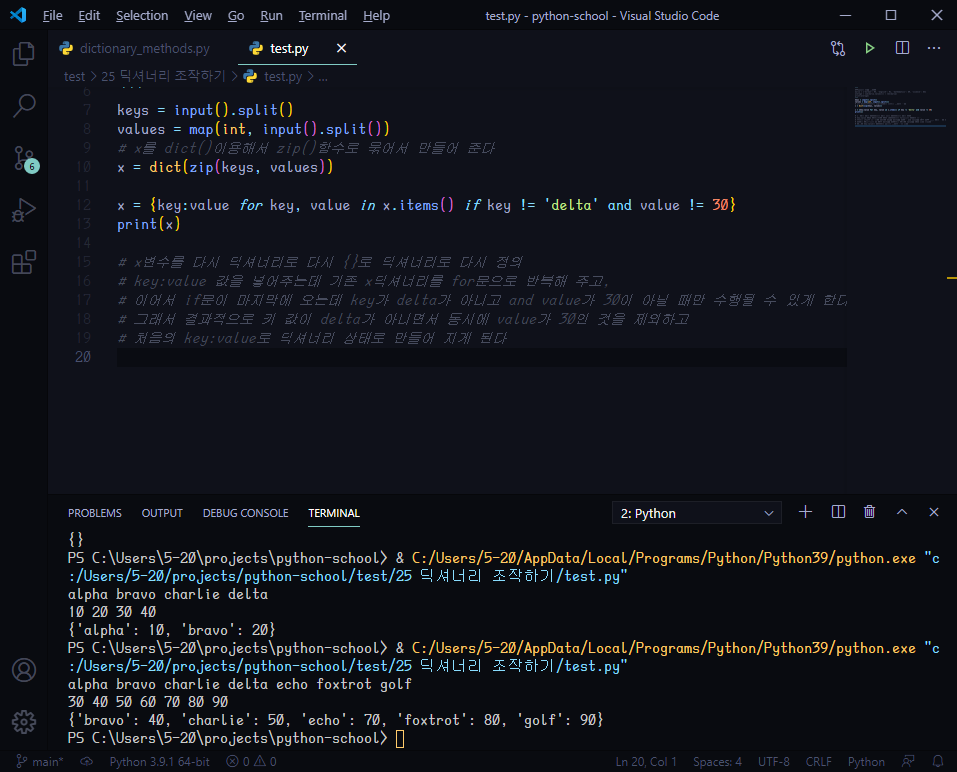 File Edit Selection View Go Run Terminal Help test.py - python-school - Visual Studio Code
dictionary_methods.py test.py
test > 25 딕셔너리 조작하기 > test.py > ...
6 '''
7 keys = input().split()
8 values = map(int, input().split())
9 # x를 dict()이용해서 zip()함수로 묶어서 만들어 준다
10 x = dict(zip(keys, values))
11
12 x = {key:value for key, value in x.items() if key != 'delta' and value != 30}
13 print(x)
14
15 # x변수를 다시 딕셔너리로 다시 {}로 딕셔너리로 다시 정의
16 # key:value 값을 넣어주는데 기존 x딕셔너리를 for문으로 반복해 주고,
17 # 이어서 if문이 마지막에 오는데 key가 delta가 아니고 and value가 30이 아닐 때만 수행될 수 있게 한다
18 # 그래서 결과적으로 키 값이 delta가 아니면서 동시에 value가 30인 것을 제외하고
19 # 처음의 key:value로 딕셔너리 상태로 만들어 지게 된다
20
6
PROBLEMS OUTPUT DEBUG CONSOLE TERMINAL 2: Python
{}
PS C:\Users\5-20\projects\python-school> & C:/Users/5-20/AppData/Local/Programs/Python/Python39/python.exe "c
:/Users/5-20/projects/python-school/test/25 딕셔너리 조작하기/test.py"
alpha bravo charlie delta
10 20 30 40
{'alpha': 10, 'bravo': 20}
PS C:\Users\5-20\projects\python-school> & C:/Users/5-20/AppData/Local/Programs/Python/Python39/python.exe "c
:/Users/5-20/projects/python-school/test/25 딕셔너리 조작하기/test.py"
alpha bravo charlie delta echo foxtrot golf
30 40 50 60 70 80 90
{'bravo': 40, 'charlie': 50, 'echo': 70, 'foxtrot': 80, 'golf': 90}
PS C:\Users\5-20\projects\python-school>
main* Python 3.9.1 64-bit 0 0 Ln 20, Col 1 Spaces: 4 UTF-8 CRLF Python